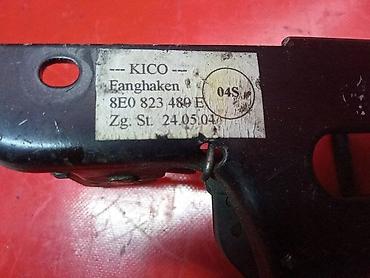 --- KICO ---
Fanghaken
8E0 823 480 E
Zg. St. 24.05.04
04S